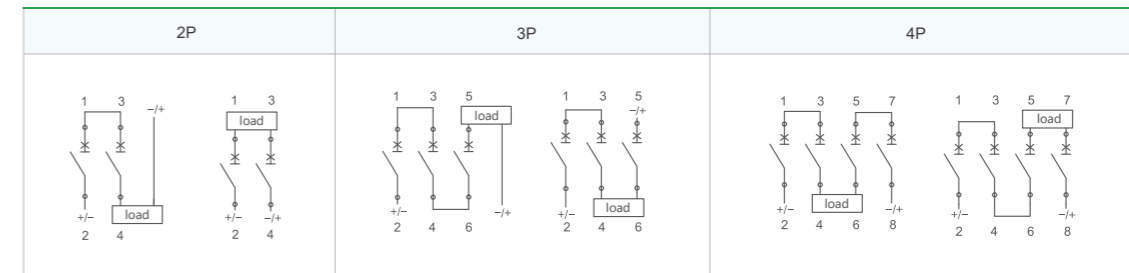 2P 3P 4P
1 3 –/+ 1 3
load
+/– load +/– –/+
2 4 2 4
1 3 5 1 3 5
load –/+
+/– –/+ +/– load
2 4 6 2 4 6
1 3 5 7 1 3 5 7
load
load –/+ +/– –/+
+/–
2 4 6 8 2 4 6 8